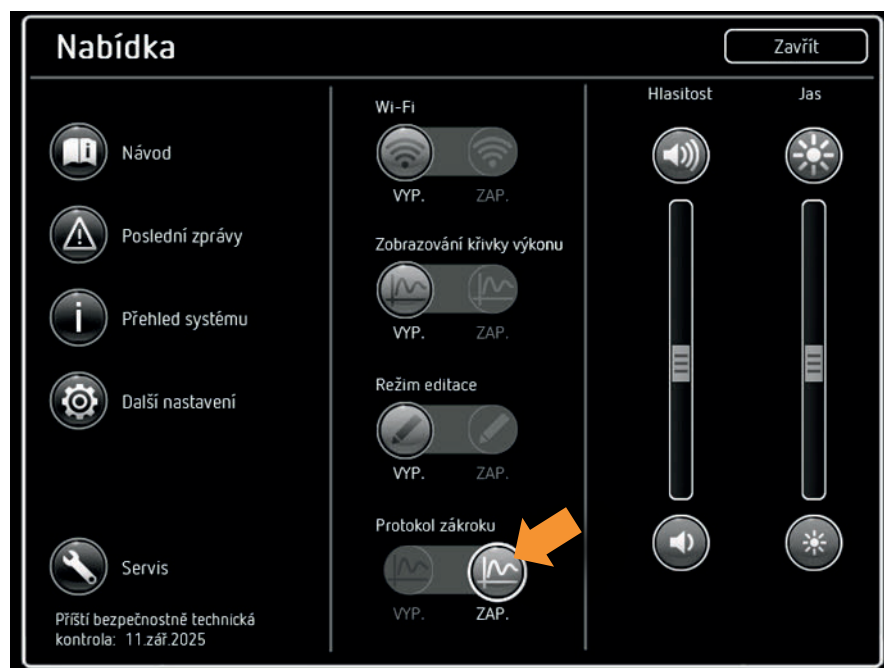 Nabídka
Zavřít
Návod
Poslední zprávy
Přehled systému
Další nastavení
Servis
Příští bezpečnostně technická
kontrola: 11.zář.2025
Wi-Fi
VYP. ZAP.
Zobrazování křivky výkonu
VYP. ZAP.
Režim editace
VYP. ZAP.
Protokol zákroku
VYP. ZAP.
Hlasitost
Jas